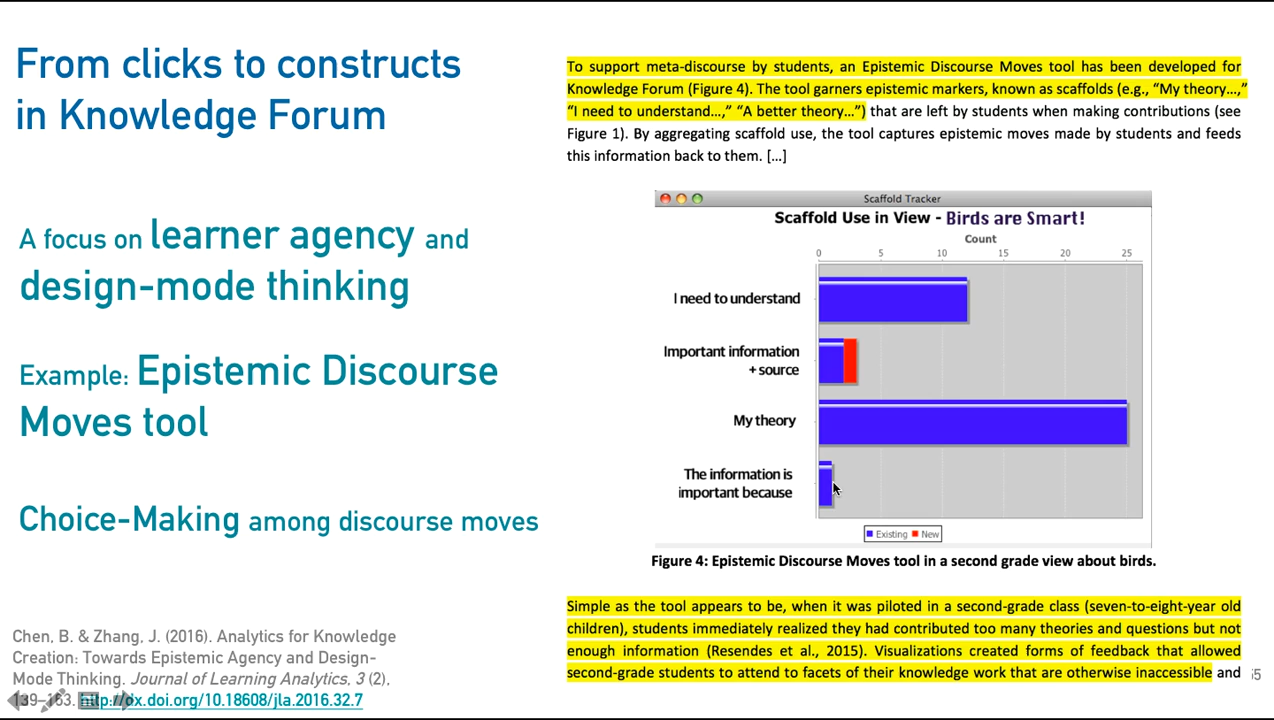 From clicks to constructs
in Knowledge Forum
A focus on learner agency and
design-mode thinking
Example: Epistemic Discourse
Moves tool
Choice-Making among discourse moves
Chen, B. & Zhang, J. (2016). Analytics for Knowledge
Creation: Towards Epistemic Agency and Design-
Mode Thinking. Journal of Learning Analytics, 3 (2),
139–163. http://dx.doi.org/10.18608/jla.2016.32.7
To support meta-discourse by students, an Epistemic Discourse Moves tool has been developed for
Knowledge Forum (Figure 4). The tool garners epistemic markers, known as scaffolds (e.g., “My theory…,”
“I need to understand…,” “A better theory…”) that are left by students when making contributions (see
Figure 1). By aggregating scaffold use, the tool captures epistemic moves made by students and feeds
this information back to them. […]
Scaffold Tracker
Scaffold Use in View - Birds are Smart!
Count
0 5 10 15 20 25
I need to understand
Important information
+ source
My theory
The information is
important because
Existing New
Figure 4: Epistemic Discourse Moves tool in a second grade view about birds.
Simple as the tool appears to be, when it was piloted in a second-grade class (seven-to-eight-year old
children), students immediately realized they had contributed too many theories and questions but not
enough information (Resendes et al., 2015). Visualizations created forms of feedback that allowed
second-grade students to attend to facets of their knowledge work that are otherwise inaccessible and